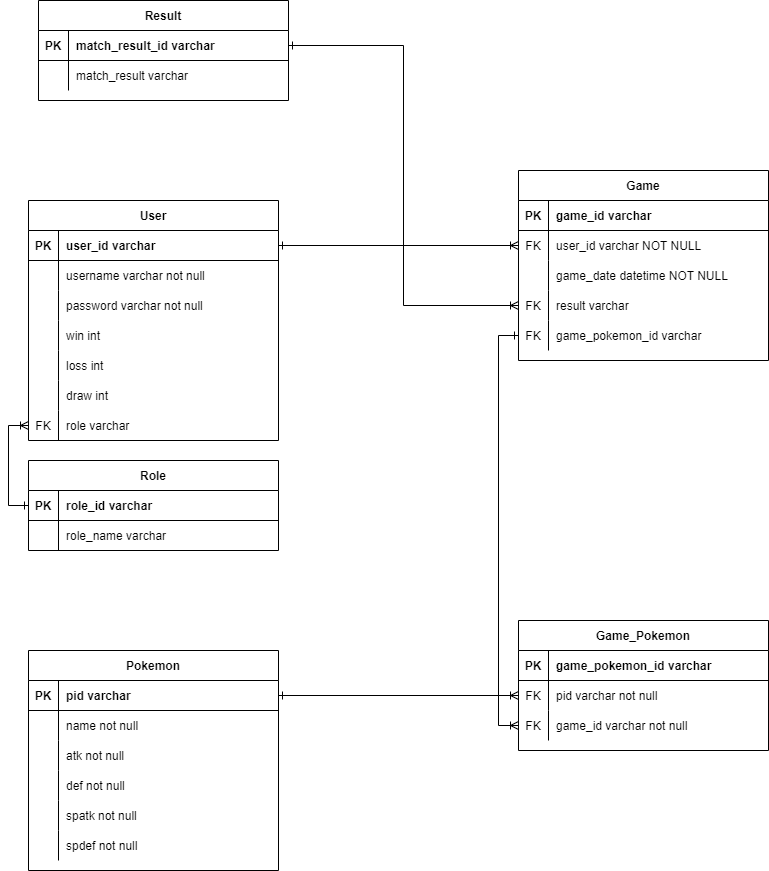 Result
PK match_result_id varchar
match_result varchar
User
PK user_id varchar
username varchar not null
password varchar not null
win int
loss int
draw int
FK role varchar
Role
PK role_id varchar
role_name varchar
Pokemon
PK pid varchar
name not null
atk not null
def not null
spatk not null
spdef not null
Game
PK game_id varchar
FK user_id varchar NOT NULL
game_date datetime NOT NULL
FK result varchar
FK game_pokemon_id varchar
Game_Pokemon
PK game_pokemon_id varchar
FK pid varchar not null
FK game_id varchar not null